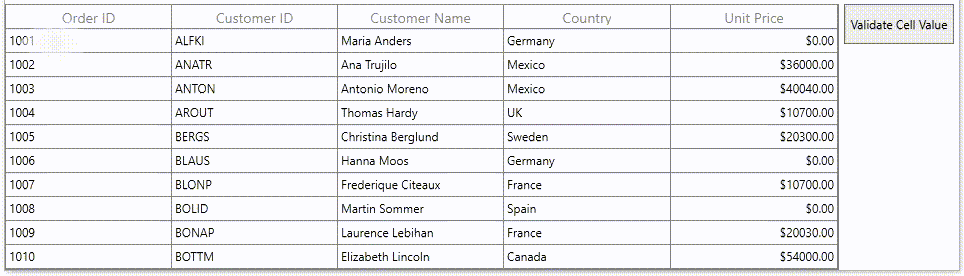 Order ID Customer ID Customer Name Country Unit Price Validate Cell Value
1001 ALFKI Maria Anders Germany $0.00
1002 ANATR Ana Trujilo Mexico $36000.00
1003 ANTON Antonio Moreno Mexico $40040.00
1004 AROUT Thomas Hardy UK $10700.00
1005 BERGS Christina Berglund Sweden $20300.00
1006 BLAUS Hanna Moos Germany $0.00
1007 BLONP Frederique Citeaux France $10700.00
1008 BOLID Martin Sommer Spain $0.00
1009 BONAP Laurence Lebihan France $20030.00
1010 BOTTM Elizabeth Lincoln Canada $54000.00